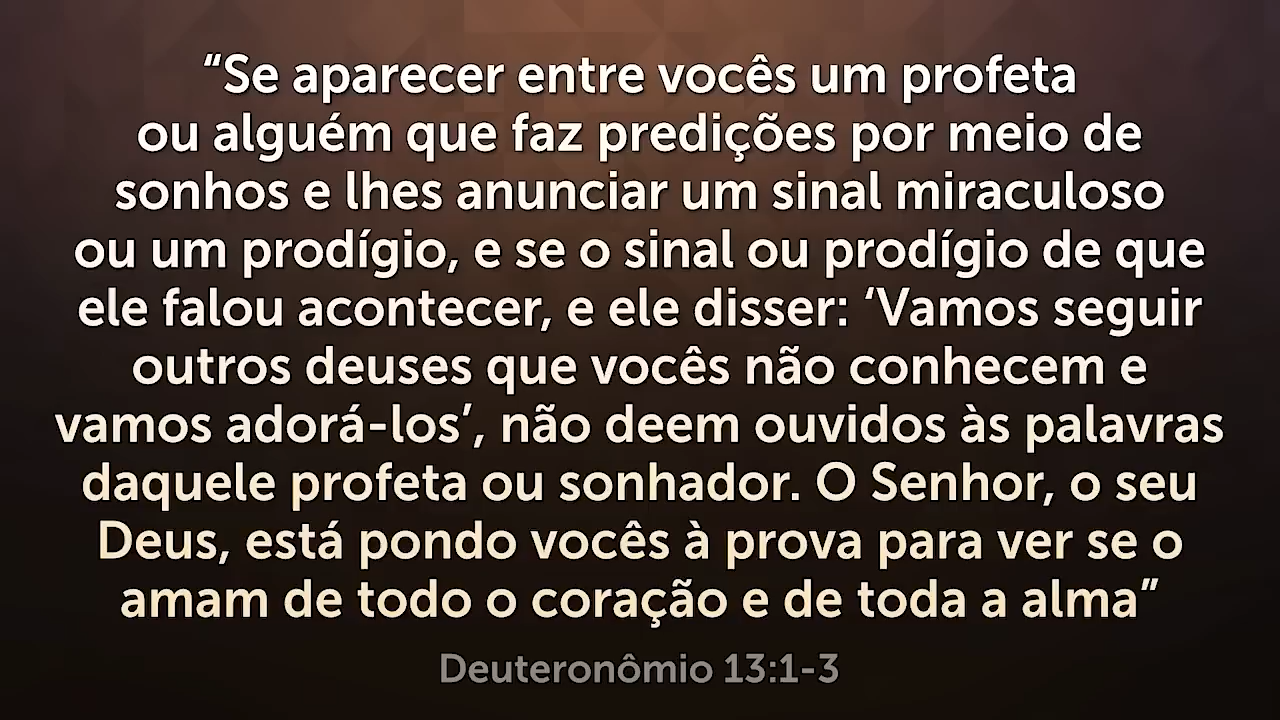 “Se aparecer entre vocês um profeta
ou alguém que faz predições por meio de
sonhos e lhes anunciar um sinal miraculoso
ou um prodígio, e se o sinal ou prodígio de que
ele falou acontecer, e ele disser: ‘Vamos seguir
outros deuses que vocês não conhecem e
vamos adorá-los’, não deem ouvidos às palavras
daquele profeta ou sonhador. O Senhor, o seu
Deus, está pondo vocês à prova para ver se o
amam de todo o coração e de toda a alma”
Deuteronômio 13:1-3